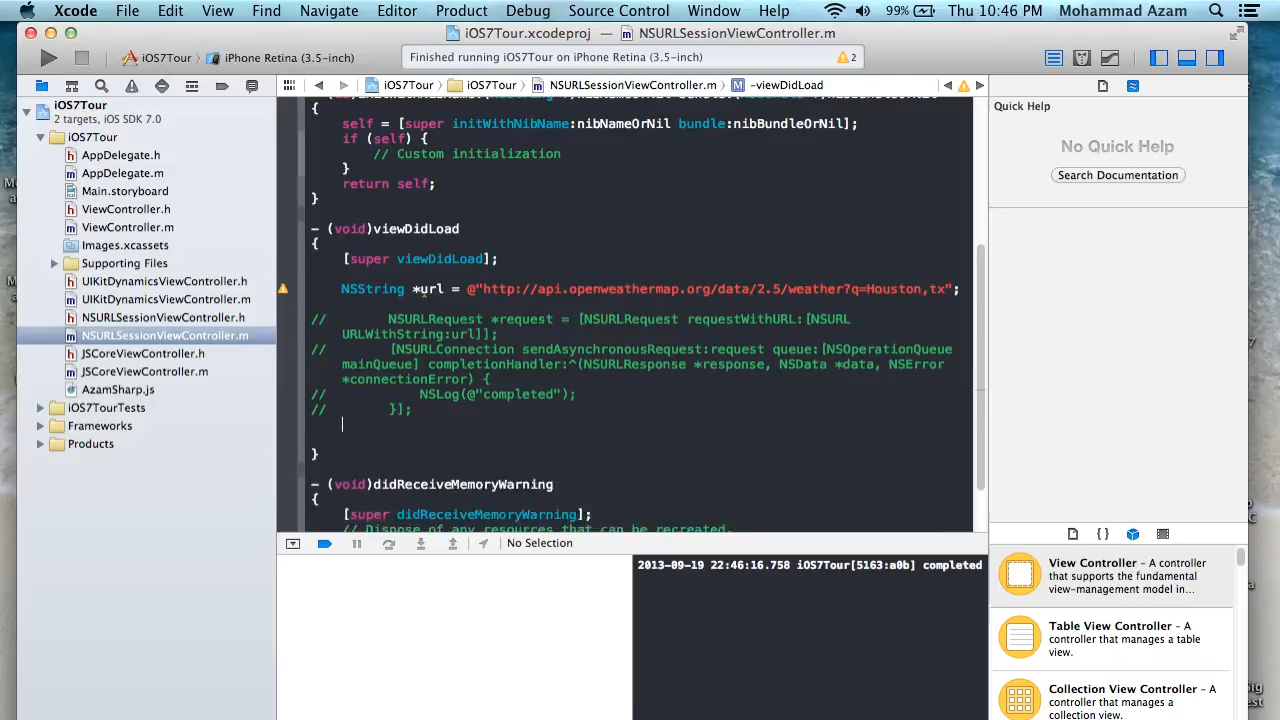 Xcode File Edit View Find Navigate Editor Product Debug Source Control Window Help 99% Thu 10:46 PM Mohammad Azam
iOS7Tour.xcodeproj — NSURLSessionViewController.m
iOS7Tour iPhone Retina (3.5-inch) Finished running iOS7Tour on iPhone Retina (3.5-inch) 2
iOS7Tour iOS7Tour NSURLSessionViewController.m -viewDidLoad
iOS7Tour
2 targets, iOS SDK 7.0
iOS7Tour
AppDelegate.h
AppDelegate.m
Main.storyboard
ViewController.h
ViewController.m
Images.xcassets
Supporting Files
UIKitDynamicsViewController.h
UIKitDynamicsViewController.m
NSURLSessionViewController.h
NSURLSessionViewController.m
JSCoreViewController.h
JSCoreViewController.m
AzamSharp.js
iOS7TourTests
Frameworks
Products
{
self = [super initWithNibName:nibNameOrNil bundle:nibBundleOrNil];
if (self) {
// Custom initialization
}
return self;
}
- (void)viewDidLoad
{
[super viewDidLoad];
NSString *url = @"http://api.openweathermap.org/data/2.5/weather?q=Houston,tx";
// NSURLRequest *request = [NSURLRequest requestWithURL:[NSURL
URLWithString:url]];
// [NSURLConnection sendAsynchronousRequest:request queue:[NSOperationQueue
mainQueue] completionHandler:^(NSURLResponse *response, NSData *data, NSError
*connectionError) {
// NSLog(@"completed");
// }];
}
- (void)didReceiveMemoryWarning
{
[super didReceiveMemoryWarning];
// Dispose of any resources that can be recreated.
No Selection
2013-09-19 22:46:16.758 iOS7Tour[5163:a0b] completed
Quick Help
No Quick Help
Search Documentation
{ }
View Controller - A controller
that supports the fundamental
view-management model in...
Table View Controller - A
controller that manages a table
view.
Collection View Controller - A
controller that manages a
collection view.